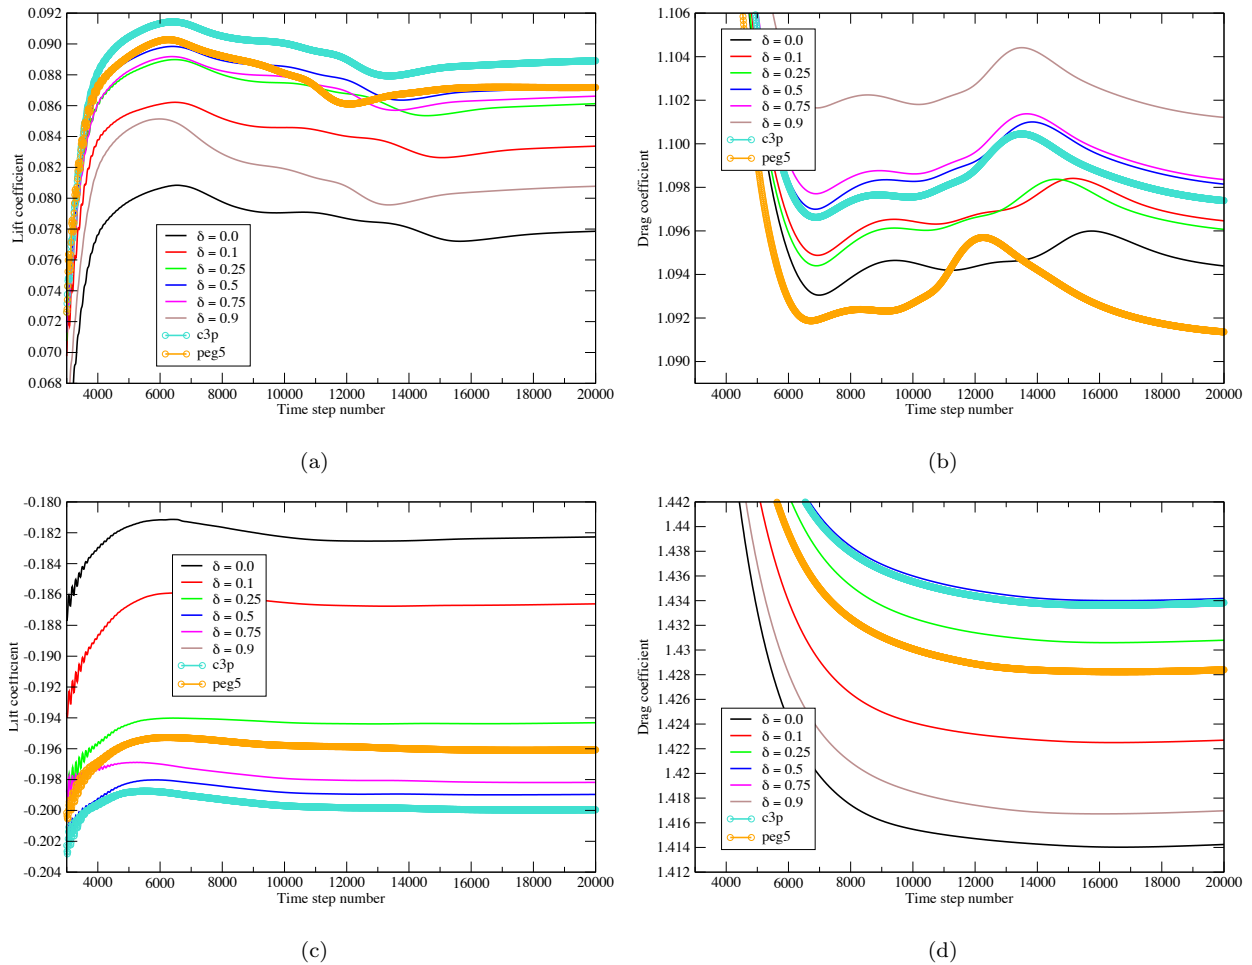 0.092
0.090
0.088
0.086
0.084
0.082
0.080
0.078
0.076
0.074
0.072
0.070
0.068
Lift coefficient
4000 6000 8000 10000 12000 14000 16000 18000 20000
Time step number
δ = 0.0
δ = 0.1
δ = 0.25
δ = 0.5
δ = 0.75
δ = 0.9
c3p
peg5
(a)
1.106
1.104
1.102
1.100
1.098
1.096
1.094
1.092
1.090
Drag coefficient
4000 6000 8000 10000 12000 14000 16000 18000 20000
Time step number
δ = 0.0
δ = 0.1
δ = 0.25
δ = 0.5
δ = 0.75
δ = 0.9
c3p
peg5
(b)
-0.180
-0.182
-0.184
-0.186
-0.188
-0.190
-0.192
-0.194
-0.196
-0.198
-0.200
-0.202
-0.204
Lift coefficient
4000 6000 8000 10000 12000 14000 16000 18000 20000
Time step number
δ = 0.0
δ = 0.1
δ = 0.25
δ = 0.5
δ = 0.75
δ = 0.9
c3p
peg5
(c)
1.442
1.44
1.438
1.436
1.434
1.432
1.43
1.428
1.426
1.424
1.422
1.42
1.418
1.416
1.414
1.412
Drag coefficient
4000 6000 8000 10000 12000 14000 16000 18000 20000
Time step number
δ = 0.0
δ = 0.1
δ = 0.25
δ = 0.5
δ = 0.75
δ = 0.9
c3p
peg5
(d)